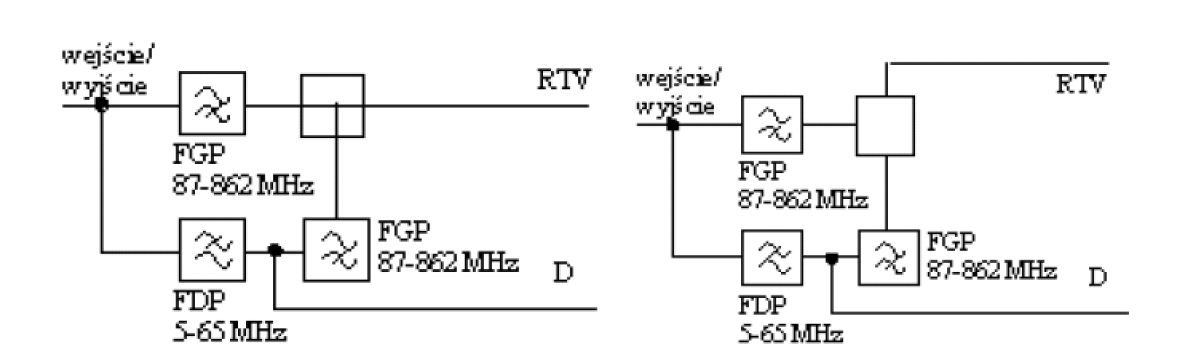 wejście/
wyjście
RTV
FGP
87-862 MHz
FGP
87-862 MHz
D
FDP
5-65 MHz
wejście/
wyjście
RTV
FGP
87-862 MHz
FGP
87-862 MHz
D
FDP
5-65 MHz